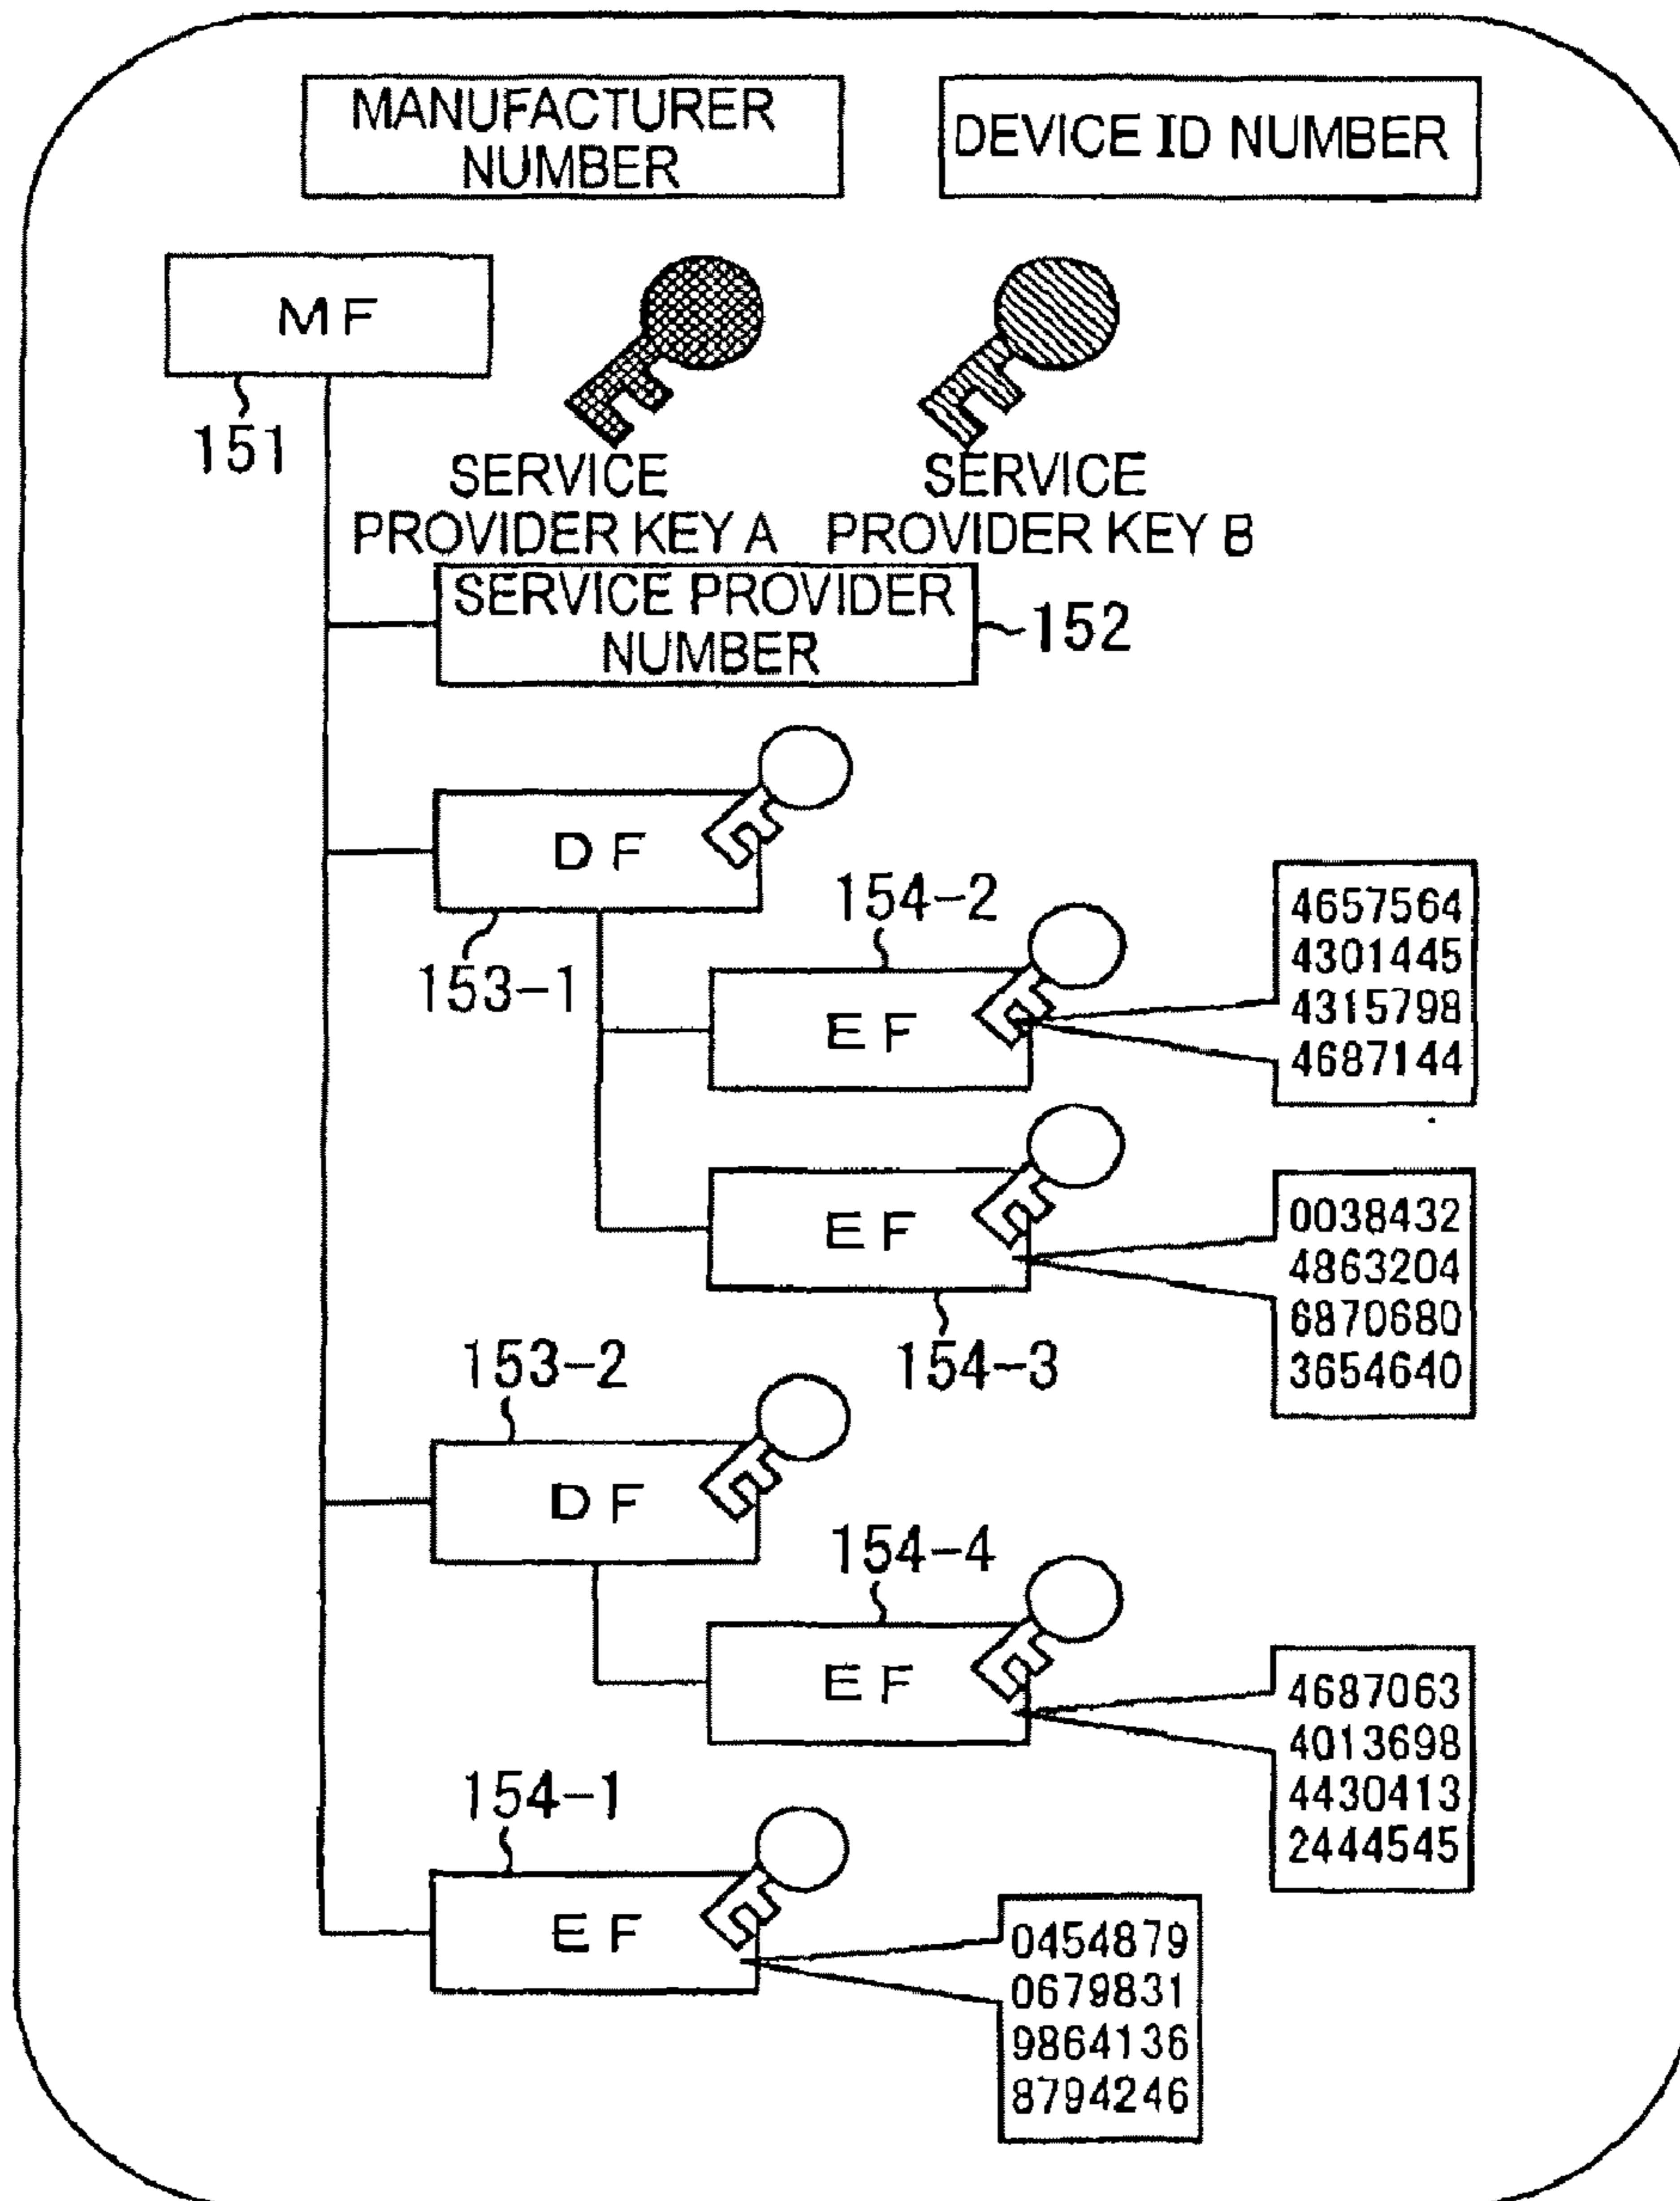 MANUFACTURER
NUMBER
DEVICE ID NUMBER
MF
151
SERVICE
PROVIDER KEY A
SERVICE
PROVIDER KEY B
SERVICE PROVIDER
NUMBER
152
DF
153-1
154-2
EF
4657564
4301445
4315798
4687144
EF
154-3
0038432
4863204
6870680
3654640
153-2
DF
154-4
EF
4687063
4013698
4430413
2444545
154-1
EF
0454879
0679831
9864136
8794246